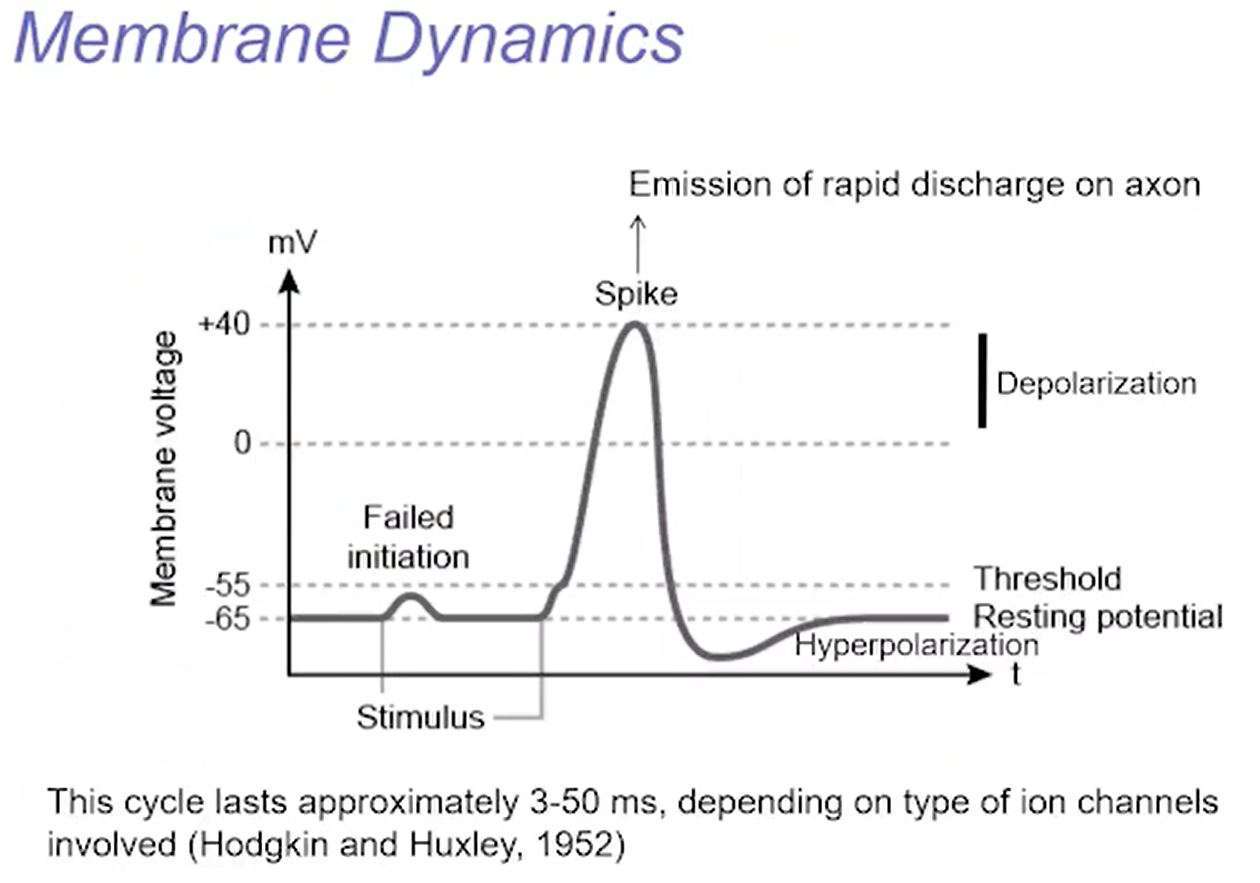 Membrane Dynamics
Emission of rapid discharge on axon
mV
Spike
+40
Depolarization
Membrane voltage
0
Failed
initiation
-55
Threshold
-65
Resting potential
Hyperpolarization
t
Stimulus
This cycle lasts approximately 3-50 ms, depending on type of ion channels
involved (Hodgkin and Huxley, 1952)